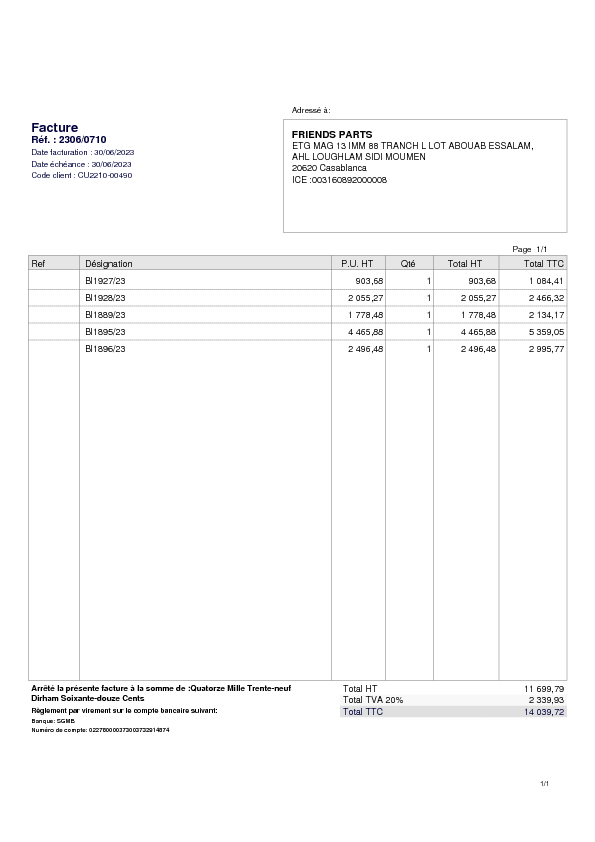 Adressé à:
Facture
Réf. : 2306/0710
Date facturation : 30/06/2023
Date échéance : 30/06/2023
Code client : CU2210-00490
FRIENDS PARTS
ETG MAG 13 IMM 88 TRANCH L LOT ABOUAB ESSALAM,
AHL LOUGHLAM SIDI MOUMEN
20620 Casablanca
ICE :003160892000008
Page 1/1
Ref Désignation P.U. HT Qté Total HT Total TTC
Bl1927/23 903,68 1 903,68 1 084,41
Bl1928/23 2 055,27 1 2 055,27 2 466,32
Bl1889/23 1 778,48 1 1 778,48 2 134,17
Bl1895/23 4 465,88 1 4 465,88 5 359,05
Bl1896/23 2 496,48 1 2 496,48 2 995,77
Arrêté la présente facture à la somme de :Quatorze Mille Trente-neuf
Dirham Soixante-douze Cents
Règlement par virement sur le compte bancaire suivant:
Banque: SGMB
Numéro de compte: 022780000373003732914874
Total HT 11 699,79
Total TVA 20% 2 339,93
Total TTC 14 039,72
1/1